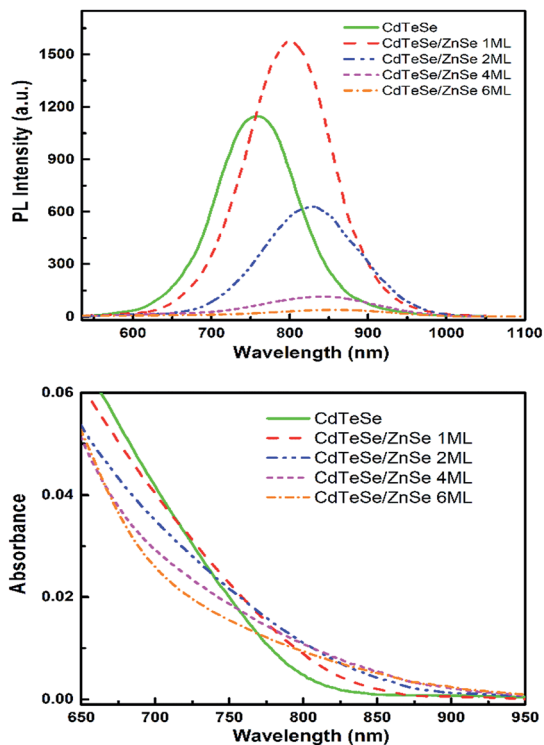 1500
1200
900
600
300
0
PL Intensity (a.u.)
CdTeSe
CdTeSe/ZnSe 1ML
CdTeSe/ZnSe 2ML
CdTeSe/ZnSe 4ML
CdTeSe/ZnSe 6ML
600 700 800 900 1000 1100
Wavelength (nm)
0.06
0.04
0.02
0.00
Absorbance
CdTeSe
CdTeSe/ZnSe 1ML
CdTeSe/ZnSe 2ML
CdTeSe/ZnSe 4ML
CdTeSe/ZnSe 6ML
650 700 750 800 850 900 950
Wavelength (nm)